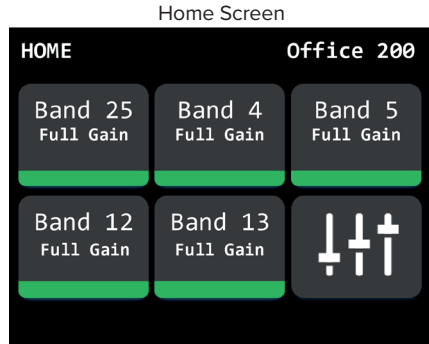 Home Screen
HOME Office 200
Band 25 Band 4 Band 5
Full Gain Full Gain Full Gain
Band 12 Band 13
Full Gain Full Gain